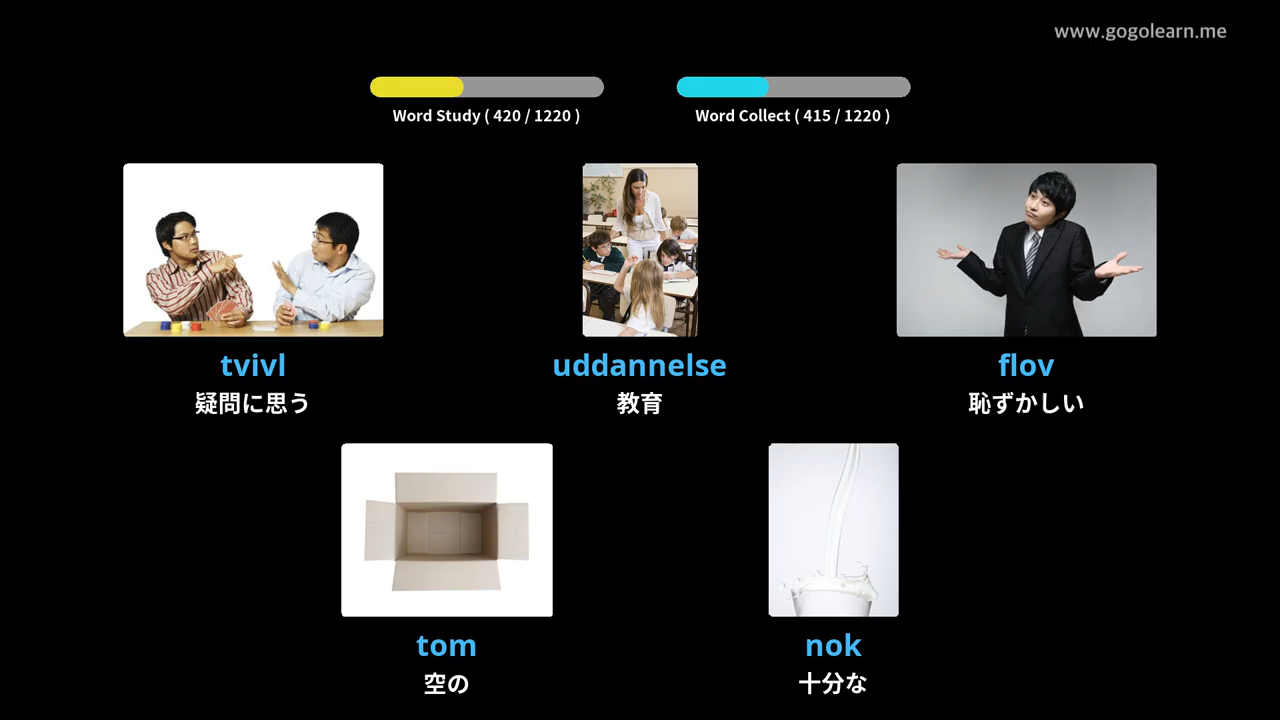 www.gogolearn.me
Word Study ( 420 / 1220 )
Word Collect ( 415 / 1220 )
tvivl
疑問に思う
uddannelse
教育
flov
恥ずかしい
tom
空の
nok
十分な